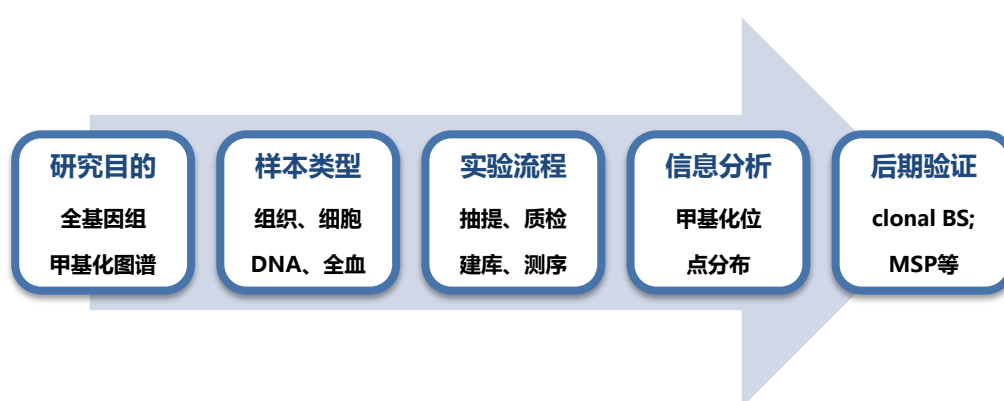 研究目的
全基因组
甲基化图谱
样本类型
组织、细胞
DNA、全血
实验流程
抽提、质检
建库、测序
信息分析
甲基化位
点分布
后期验证
clonal BS;
MSP等